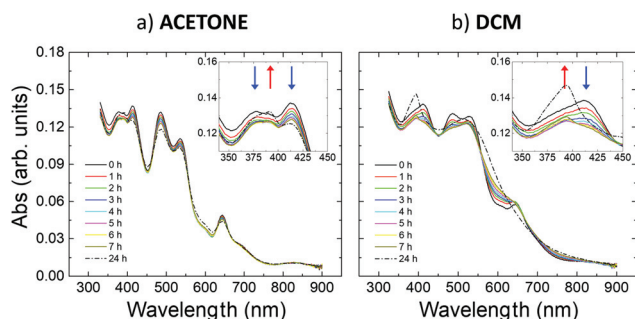 a) ACETONE
b) DCM
Abs (arb. units)
0.18
0.15
0.12
0.09
0.06
0.03
0.00
300 400 500 600 700 800 900
Wavelength (nm)
0 h
1 h
2 h
3 h
4 h
5 h
6 h
7 h
24 h
0.16
0.14
0.12
350 375 400 425 450
300 400 500 600 700 800 900
Wavelength (nm)
0 h
1 h
2 h
3 h
4 h
5 h
6 h
7 h
24 h
0.16
0.14
0.12
350 375 400 425 450